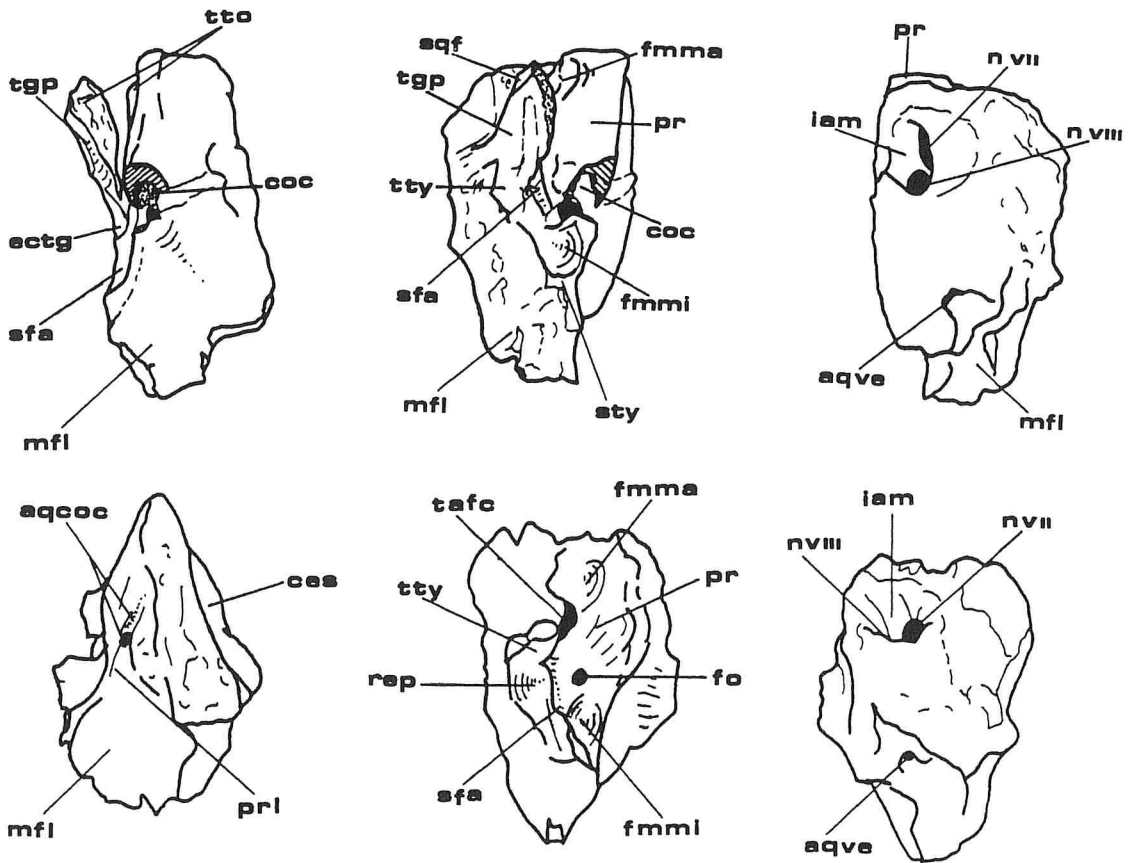 tto
tgp
coc
ectg
sfa
mfl
sqf
fmma
tgp
pr
tty
coc
sfa
fmmi
mfl
sty
pr
n VII
iam
n VIII
aqve
mfl
aqcoc
ces
mfl
prl
fmma
tafc
pr
tty
rep
fo
sfa
fmmi
iam
nVII
nVIII
aqve